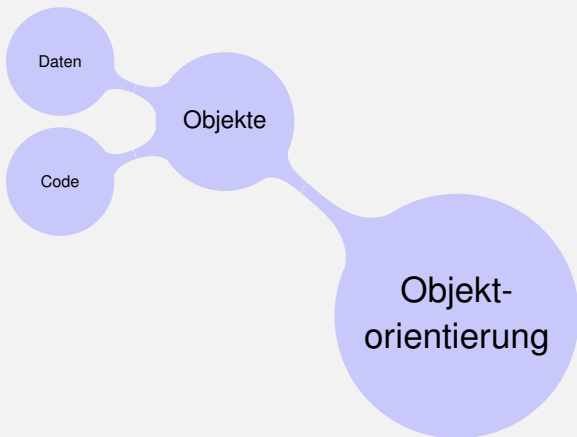 Daten
Objekte
Code
Objekt-
orientierung